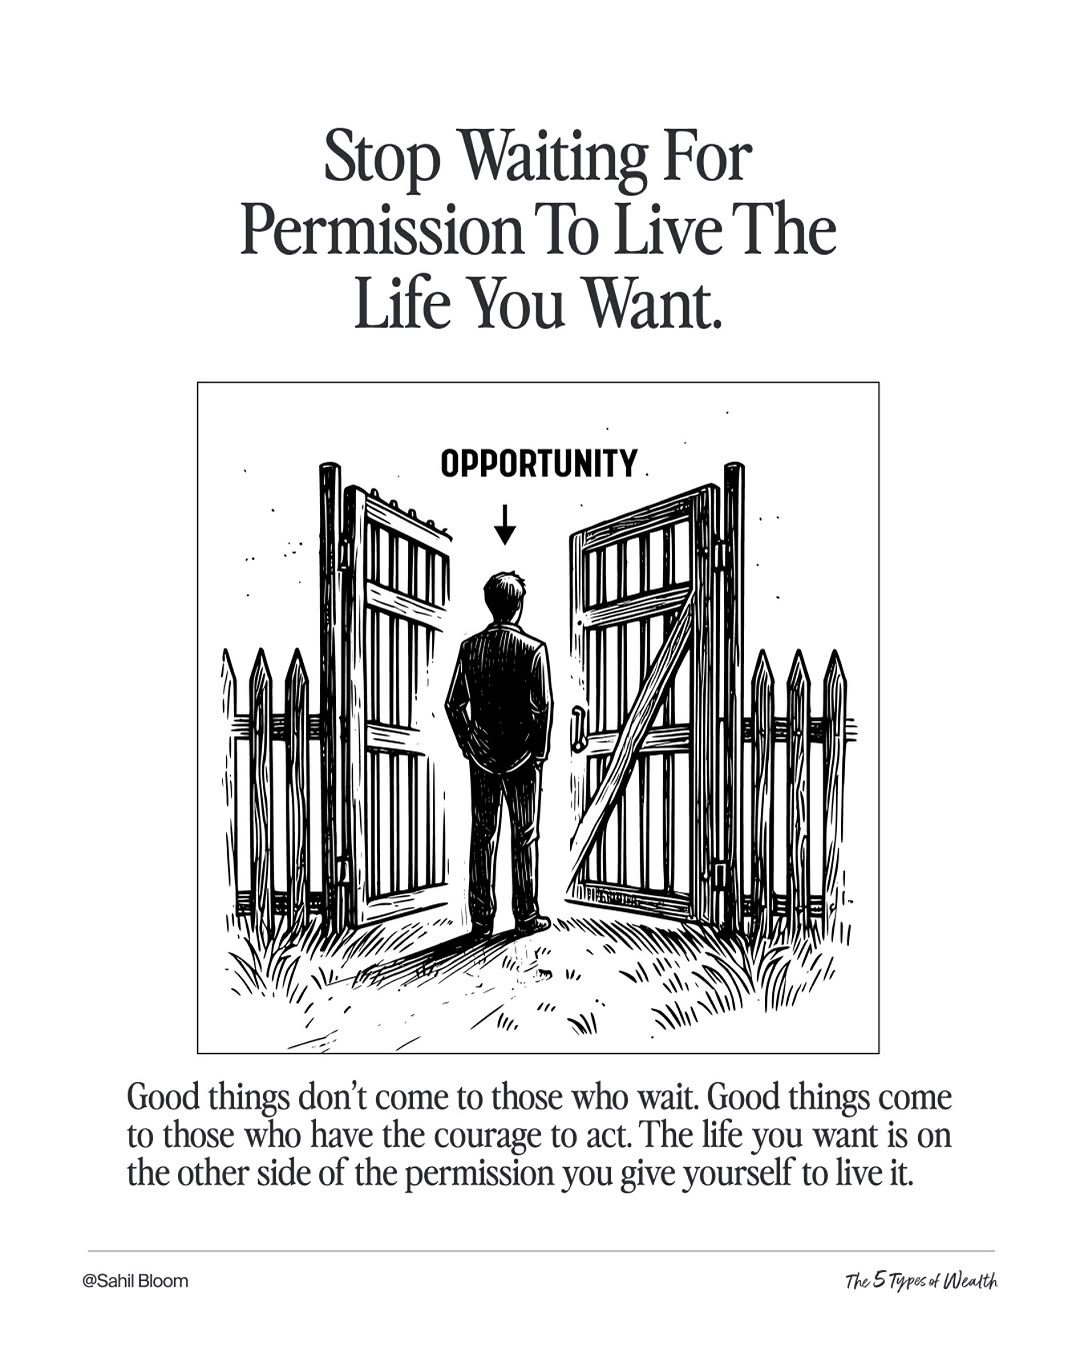 Stop Waiting For
Permission To Live The
Life You Want.
OPPORTUNITY
Good things don’t come to those who wait. Good things come
to those who have the courage to act. The life you want is on
the other side of the permission you give yourself to live it.
@Sahil Bloom
The 5 Types of Wealth